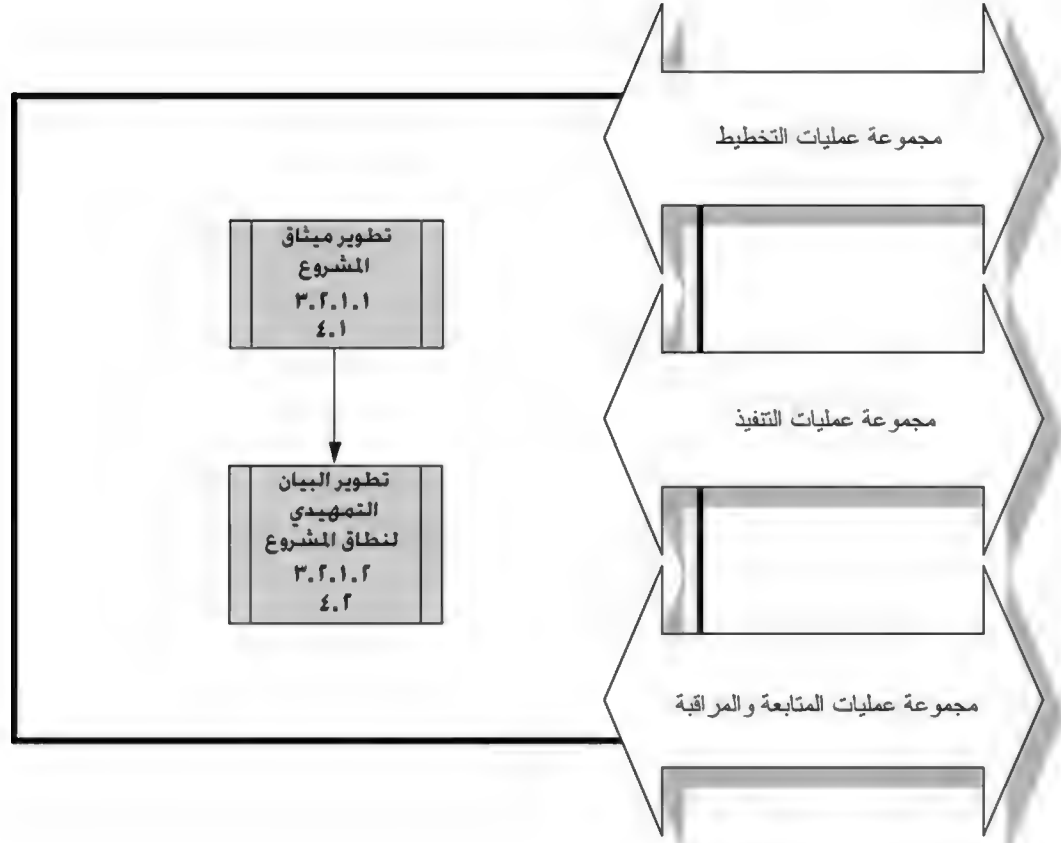 مجموعة عمليات التخطيط
تطوير ميثاق
المشروع
٣.٢.١.١
٤.١
مجموعة عمليات التنفيذ
تطوير البيان
التمهيدي
لنطاق المشروع
٣.٢.١.٢
٤.٢
مجموعة عمليات المتابعة والمراقبة